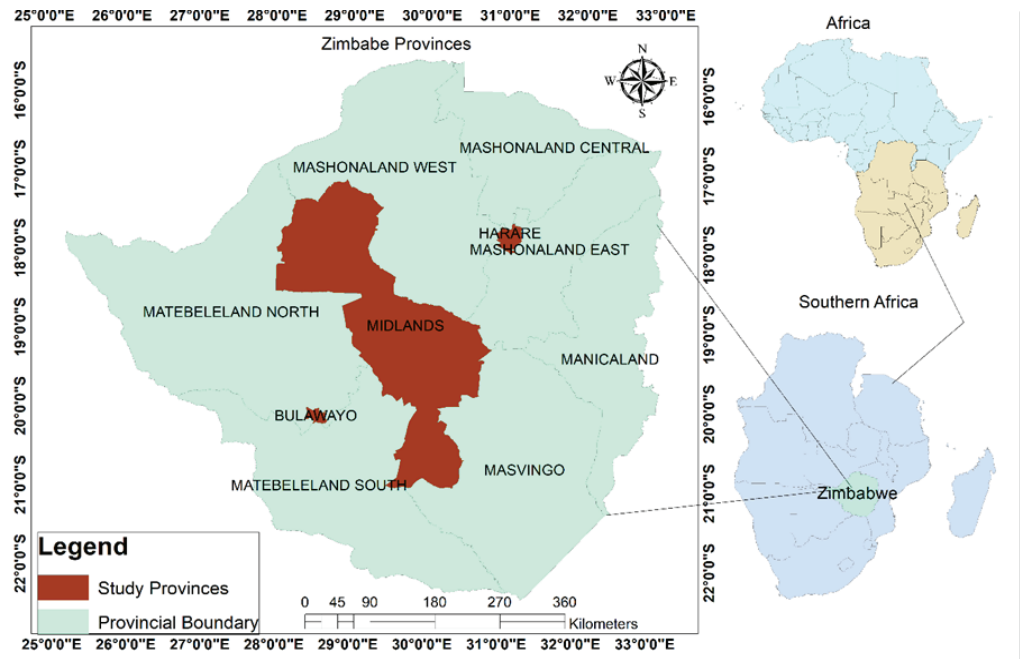 25°0'0"E 26°0'0"E 27°0'0"E 28°0'0"E 29°0'0"E 30°0'0"E 31°0'0"E 32°0'0"E 33°0'0"E
Zimbabe Provinces
N
W E
S
16°0'0"S
17°0'0"S
18°0'0"S
19°0'0"S
20°0'0"S
21°0'0"S
22°0'0"S
MASHONALAND CENTRAL
MASHONALAND WEST
HARARE
MASHONALAND EAST
MATEBELELAND NORTH
MIDLANDS
MANICALAND
BULAWAYO
MASVINGO
MATEBELELAND SOUTH
Legend
Study Provinces
Provincial Boundary
0 45 90 180 270 360
Kilometers
16°0'0"S
17°0'0"S
18°0'0"S
19°0'0"S
20°0'0"S
21°0'0"S
22°0'0"S
25°0'0"E 26°0'0"E 27°0'0"E 28°0'0"E 29°0'0"E 30°0'0"E 31°0'0"E 32°0'0"E 33°0'0"E
Africa
Southern Africa
Zimbabwe